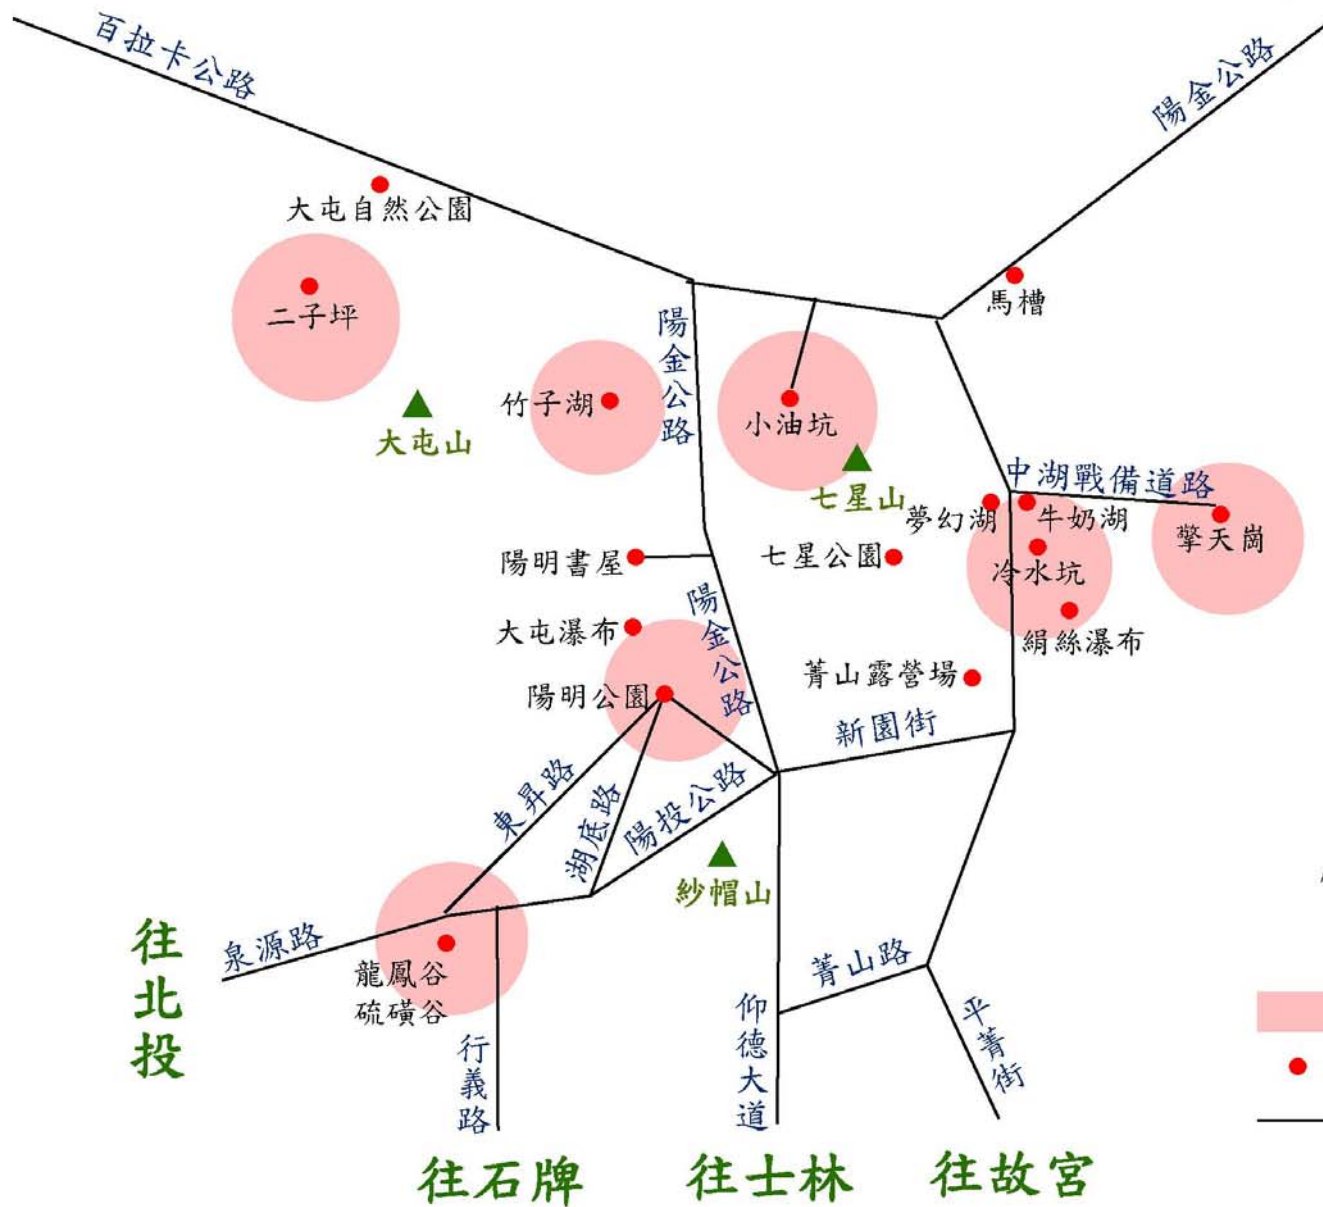 百拉卡公路
陽金公路
大屯自然公園
馬槽
二子坪
陽金公路
竹子湖
小油坑
大屯山
七星山
中湖戰備道路
夢幻湖
牛奶湖
擎天崗
陽明書屋
七星公園
冷水坑
大屯瀑布
陽金公路
絹絲瀑布
菁山露營場
陽明公園
新園街
東昇路
湖底路
陽投公路
紗帽山
泉源路
往北投
龍鳳谷
硫磺谷
菁山路
行義路
仰德大道
平菁街
往石牌
往士林
往故宮